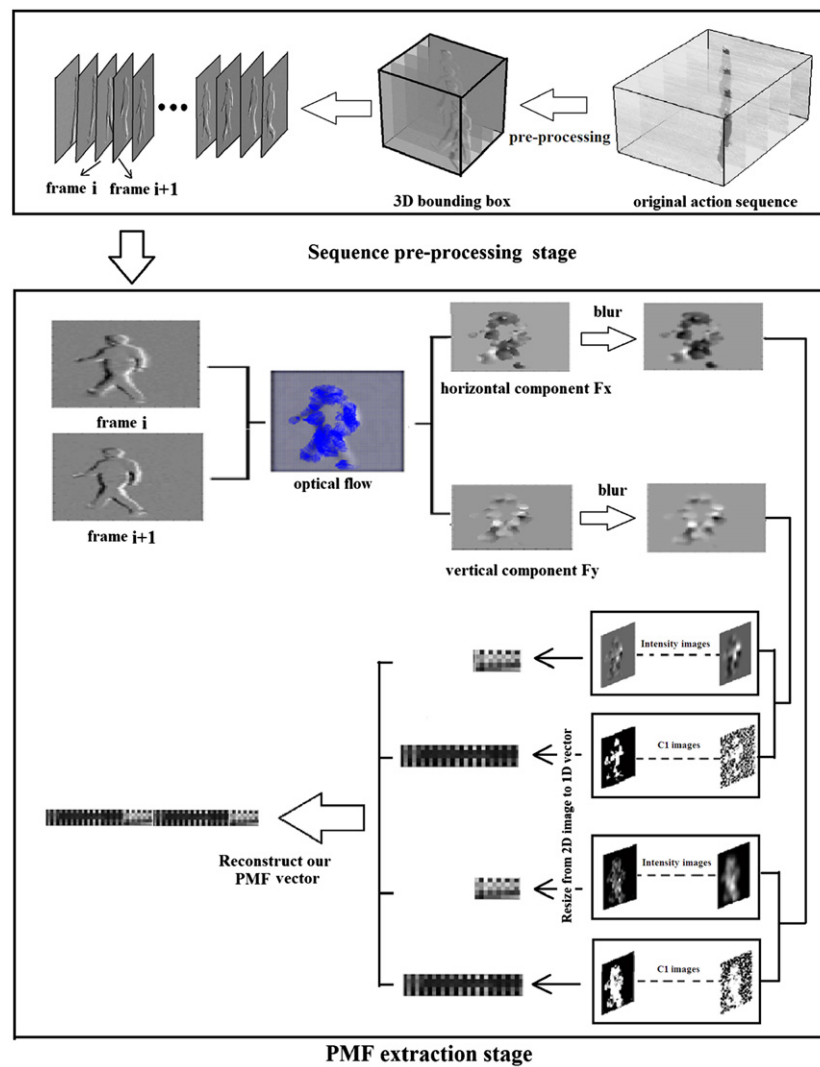 pre-processing
frame i
frame i+1
3D bounding box
original action sequence
Sequence pre-processing stage
blur
horizontal component Fx
frame i
optical flow
blur
frame i+1
vertical component Fy
Intensity images
C1 images
Resize from 2D image to 1D vector
Reconstruct our
PMF vector
Intensity images
C1 images
PMF extraction stage